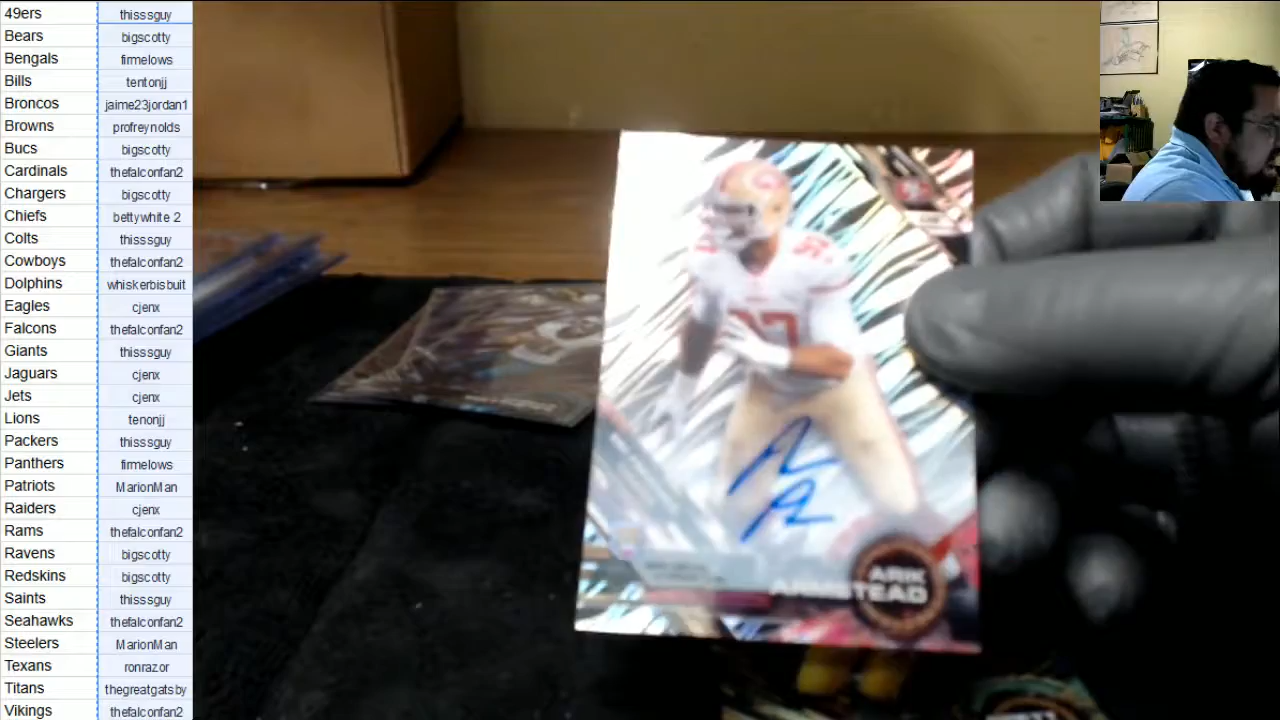 49ers thisssguy
Bears bigscotty
Bengals firmelows
Bills tentonjj
Broncos jaime23jordan1
Browns profreynolds
Bucs bigscotty
Cardinals thefalconfan2
Chargers bigscotty
Chiefs bettywhite 2
Colts thisssguy
Cowboys thefalconfan2
Dolphins whiskerbisbuit
Eagles cjenx
Falcons thefalconfan2
Giants thisssguy
Jaguars cjenx
Jets cjenx
Lions tenonjj
Packers thisssguy
Panthers firmelows
Patriots MarionMan
Raiders cjenx
Rams thefalconfan2
Ravens bigscotty
Redskins bigscotty
Saints thisssguy
Seahawks thefalconfan2
Steelers MarionMan
Texans ronrazor
Titans thegreatgatsby
Vikings thefalconfan2
97
ARIK
ARMSTEAD